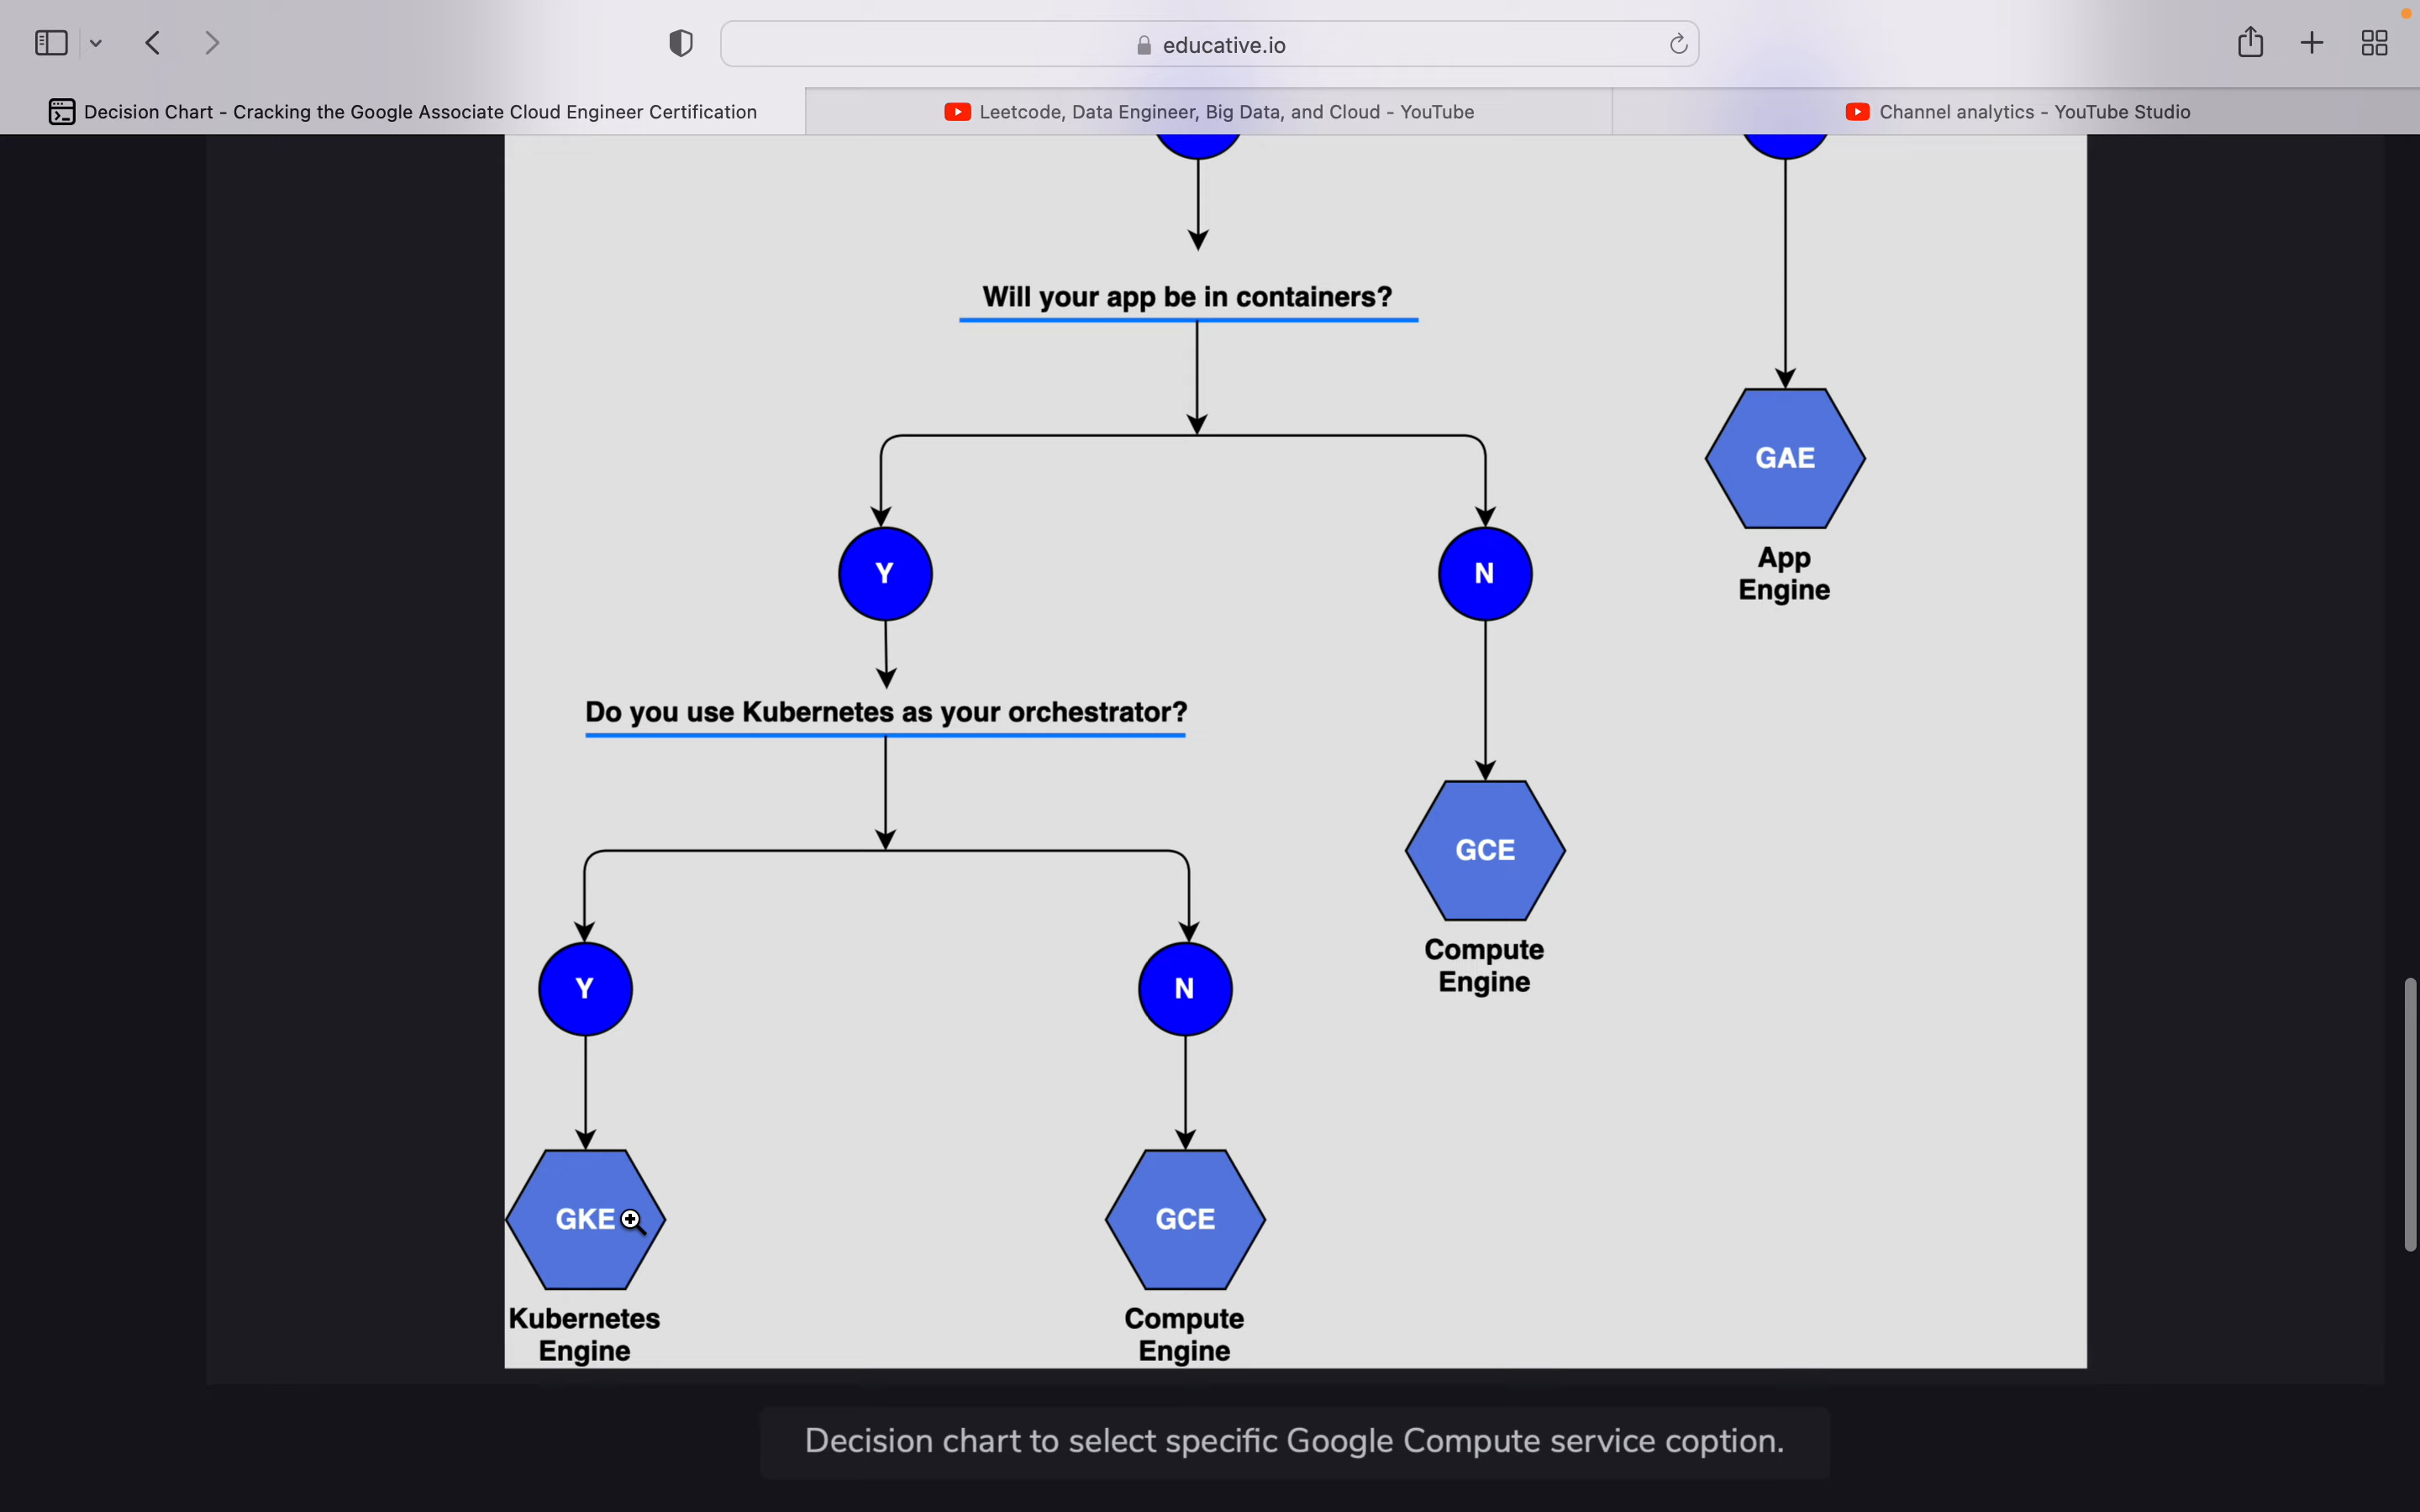 educative.io
Decision Chart - Cracking the Google Associate Cloud Engineer Certification
Leetcode, Data Engineer, Big Data, and Cloud - YouTube
Channel analytics - YouTube Studio
Will your app be in containers?
GAE
App
Engine
Y
N
Do you use Kubernetes as your orchestrator?
GCE
Compute
Engine
Y
N
GKE
GCE
Kubernetes
Engine
Compute
Engine
Decision chart to select specific Google Compute service coption.